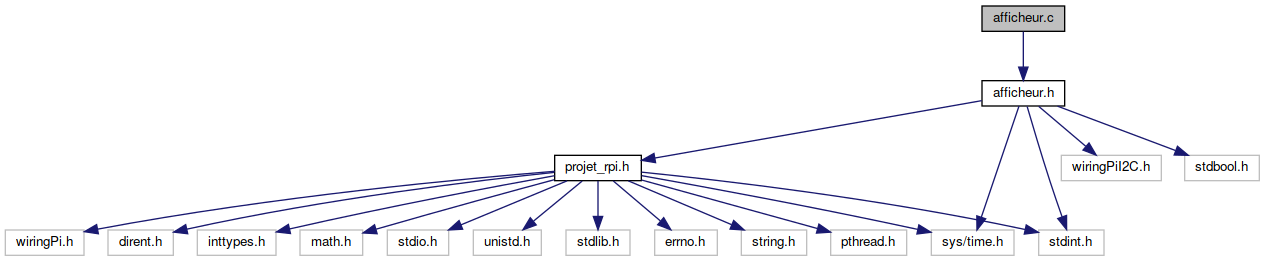 afficheur.c
afficheur.h
projet_rpi.h
wiringPiI2C.h
stdbool.h
wiringPi.h
dirent.h
inttypes.h
math.h
stdio.h
unistd.h
stdlib.h
errno.h
string.h
pthread.h
sys/time.h
stdint.h